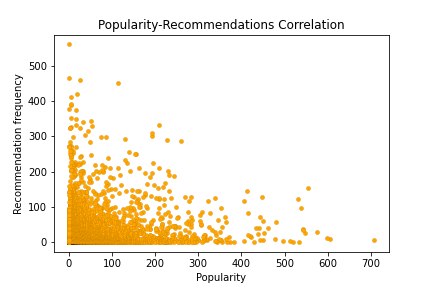 Popularity-Recommendations Correlation
Recommendation frequency
500
400
300
200
100
0
0 100 200 300 400 500 600 700
Popularity